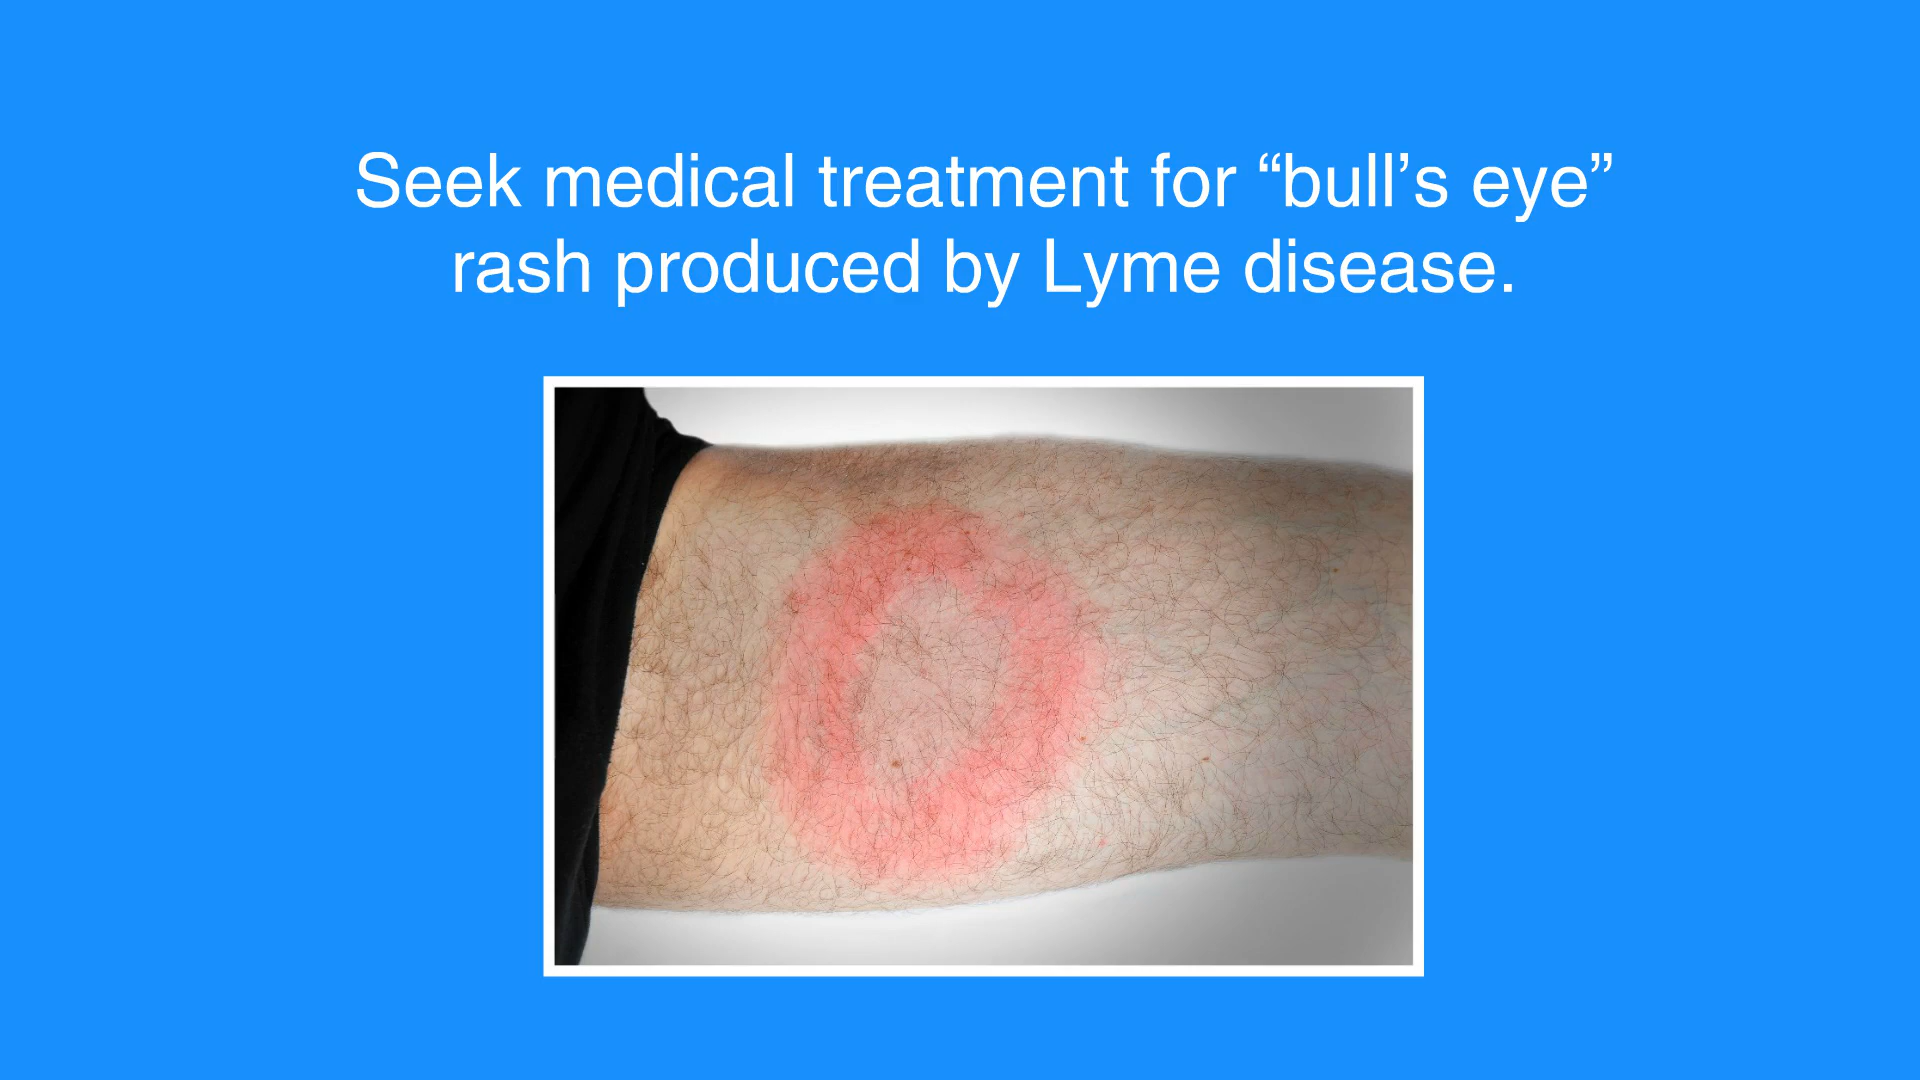 Seek medical treatment for “bull’s eye”
rash produced by Lyme disease.